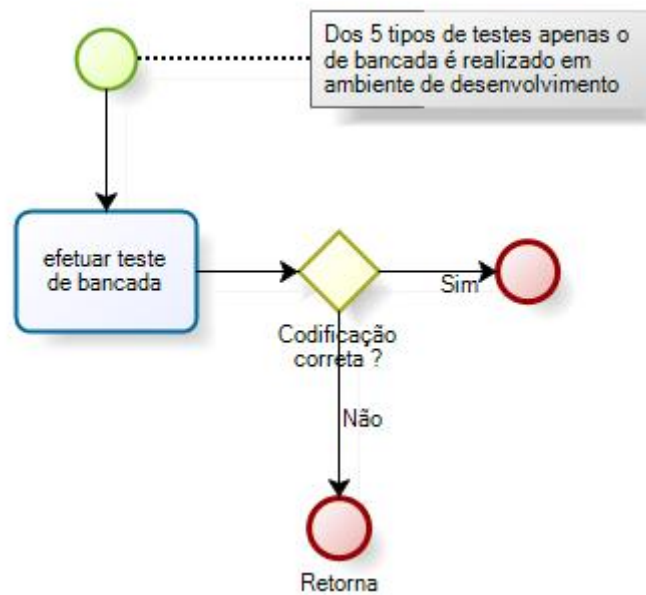 Dos 5 tipos de testes apenas o
de bancada é realizado em
ambiente de desenvolvimento
efetuar teste
de bancada
Sim
Codificação
correta ?
Não
Retorna